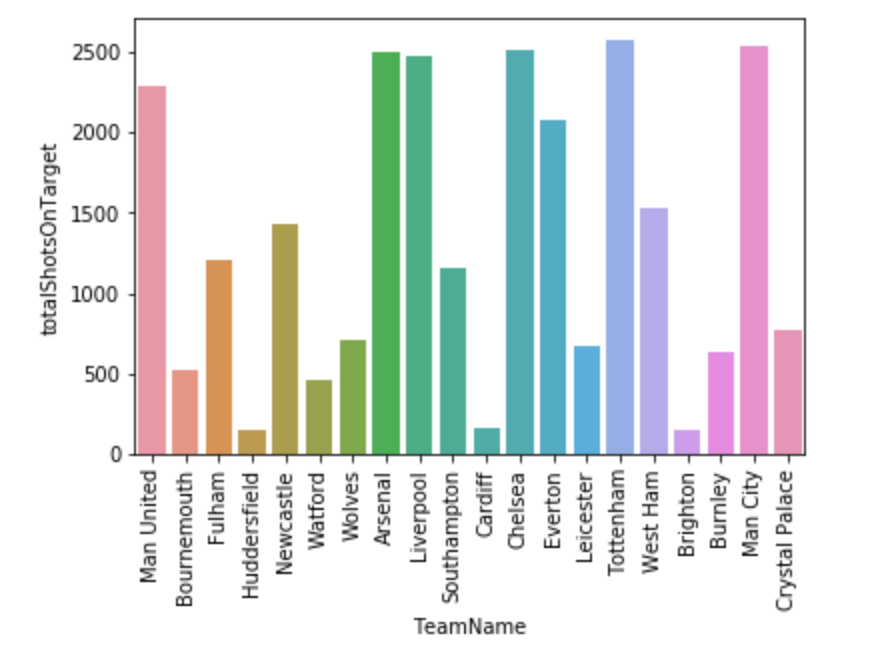 totalShotsOnTarget
2500
2000
1500
1000
500
0
Man United
Bournemouth
Fulham
Huddersfield
Newcastle
Watford
Wolves
Arsenal
Liverpool
Southampton
Cardiff
Chelsea
Everton
Leicester
Tottenham
West Ham
Brighton
Burnley
Man City
Crystal Palace
TeamName